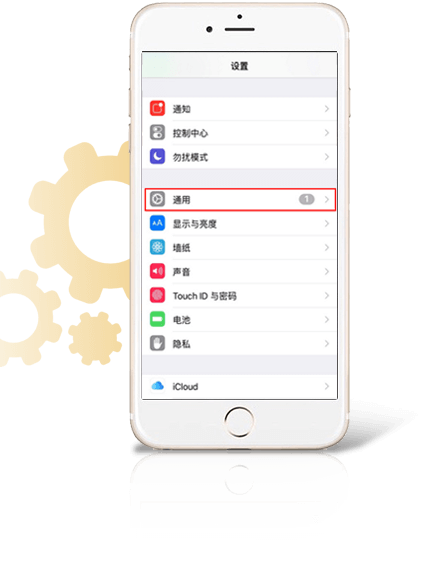 设置
通知
控制中心
勿扰模式
通用 1
显示与亮度
AA
墙纸
声音
Touch ID 与密码
电池
隐私
iCloud